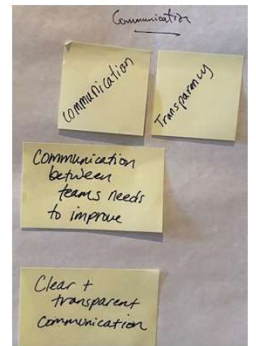 Communication
communication
Transparency
Communication
between
teams needs
to improve
Clear +
transparent
communication